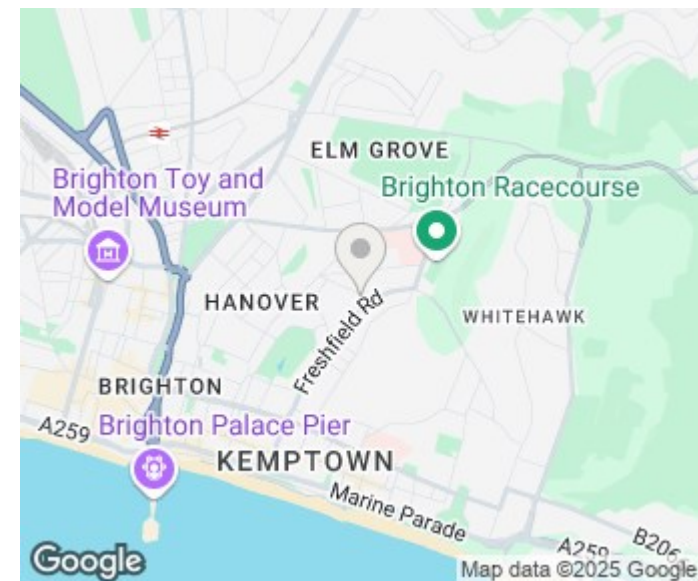 ELM GROVE
Brighton Toy and
Model Museum
Brighton Racecourse
HANOVER
Freshfield Rd
WHITEHAWK
BRIGHTON
A259
Brighton Palace Pier
KEMPTOWN
Marine Parade
A259
Google
Map data ©2025 Google